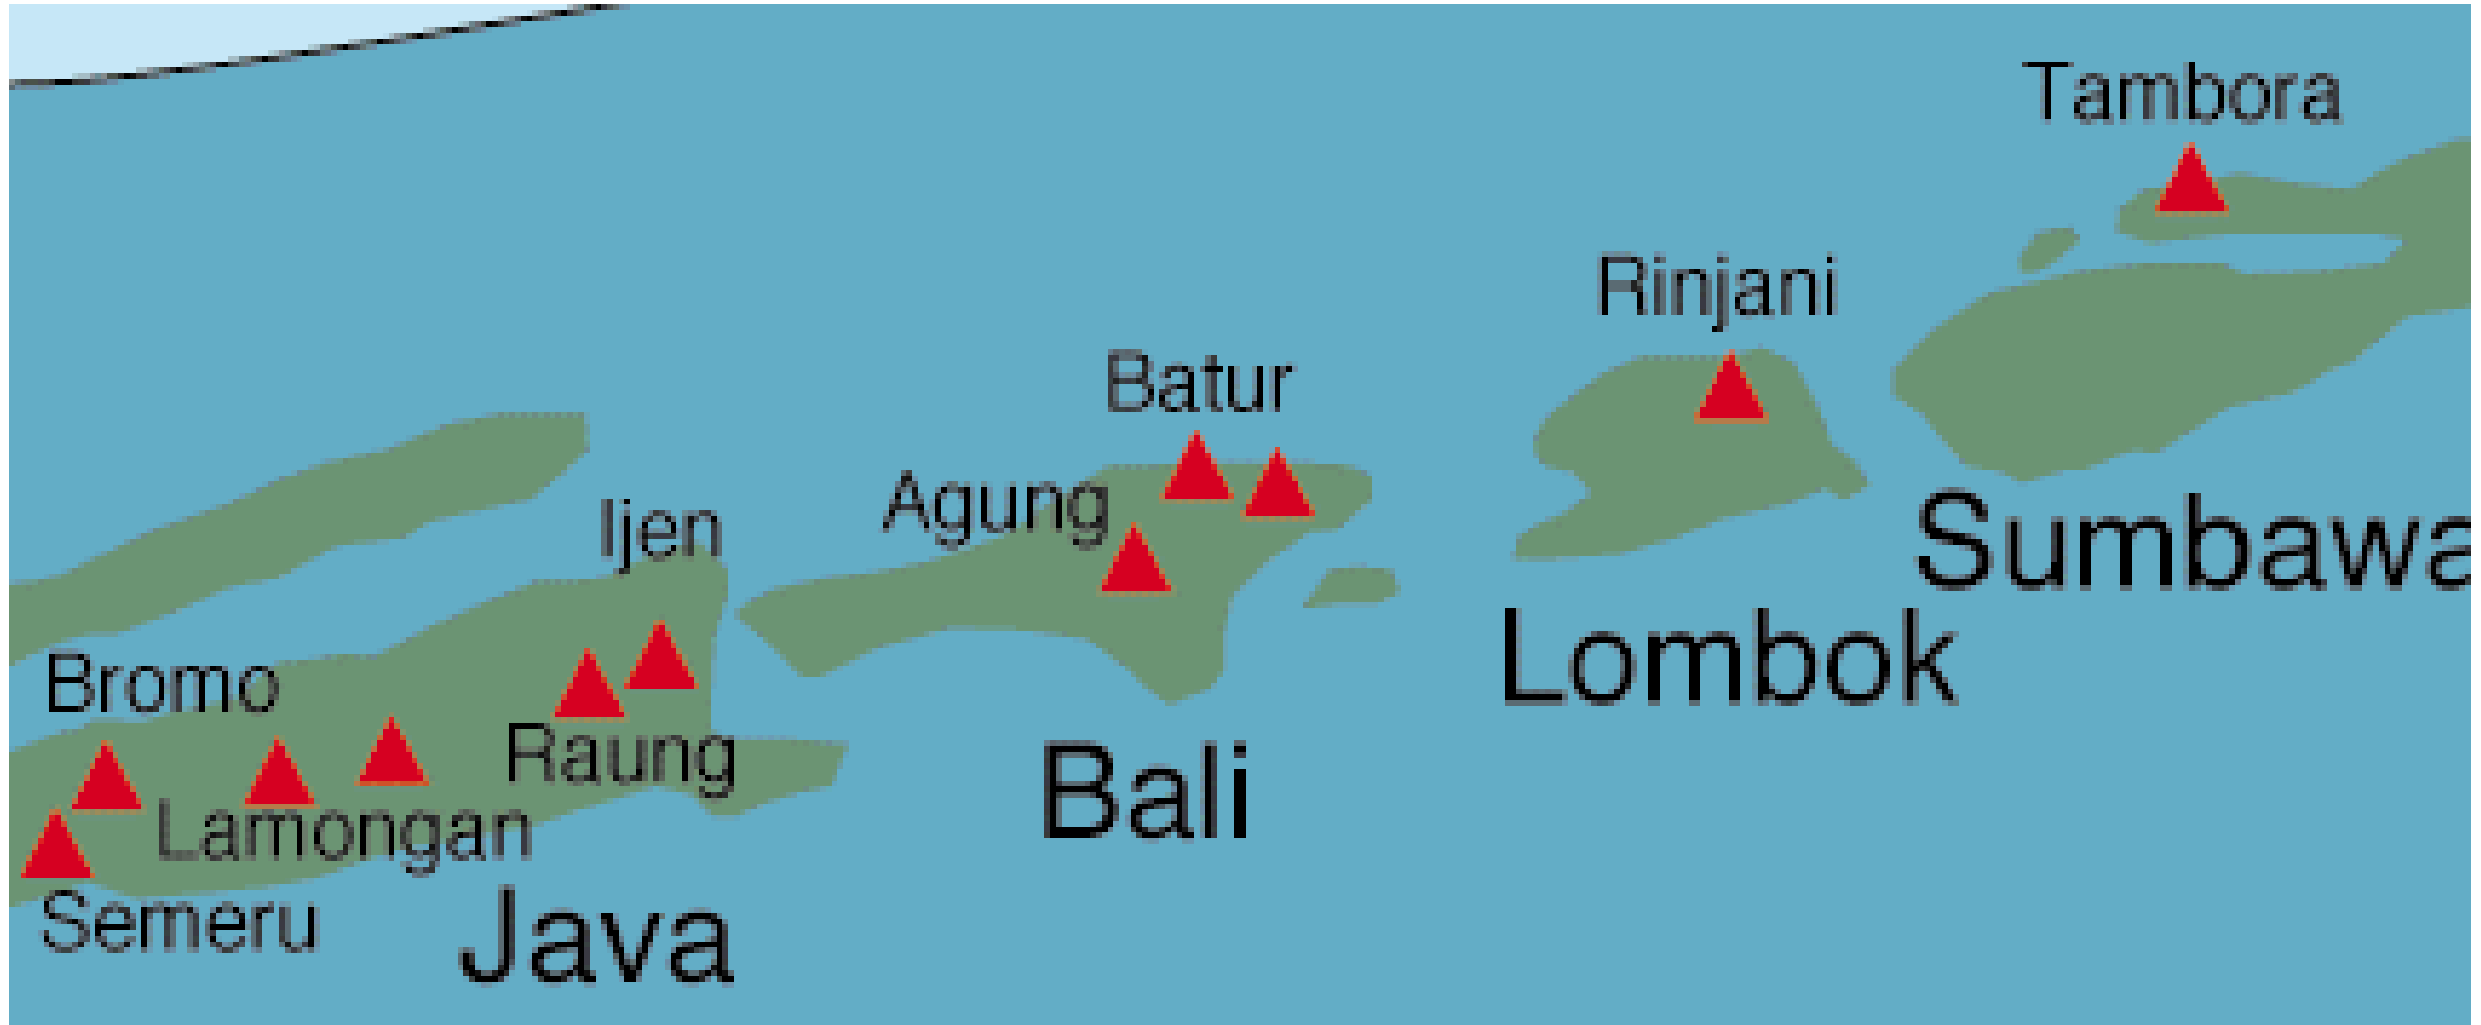 Tambora
Rinjani
Batur
Agung
Ijen
Sumbawa
Lombok
Bromo
Raung
Bali
Lamongan
Semeru
Java